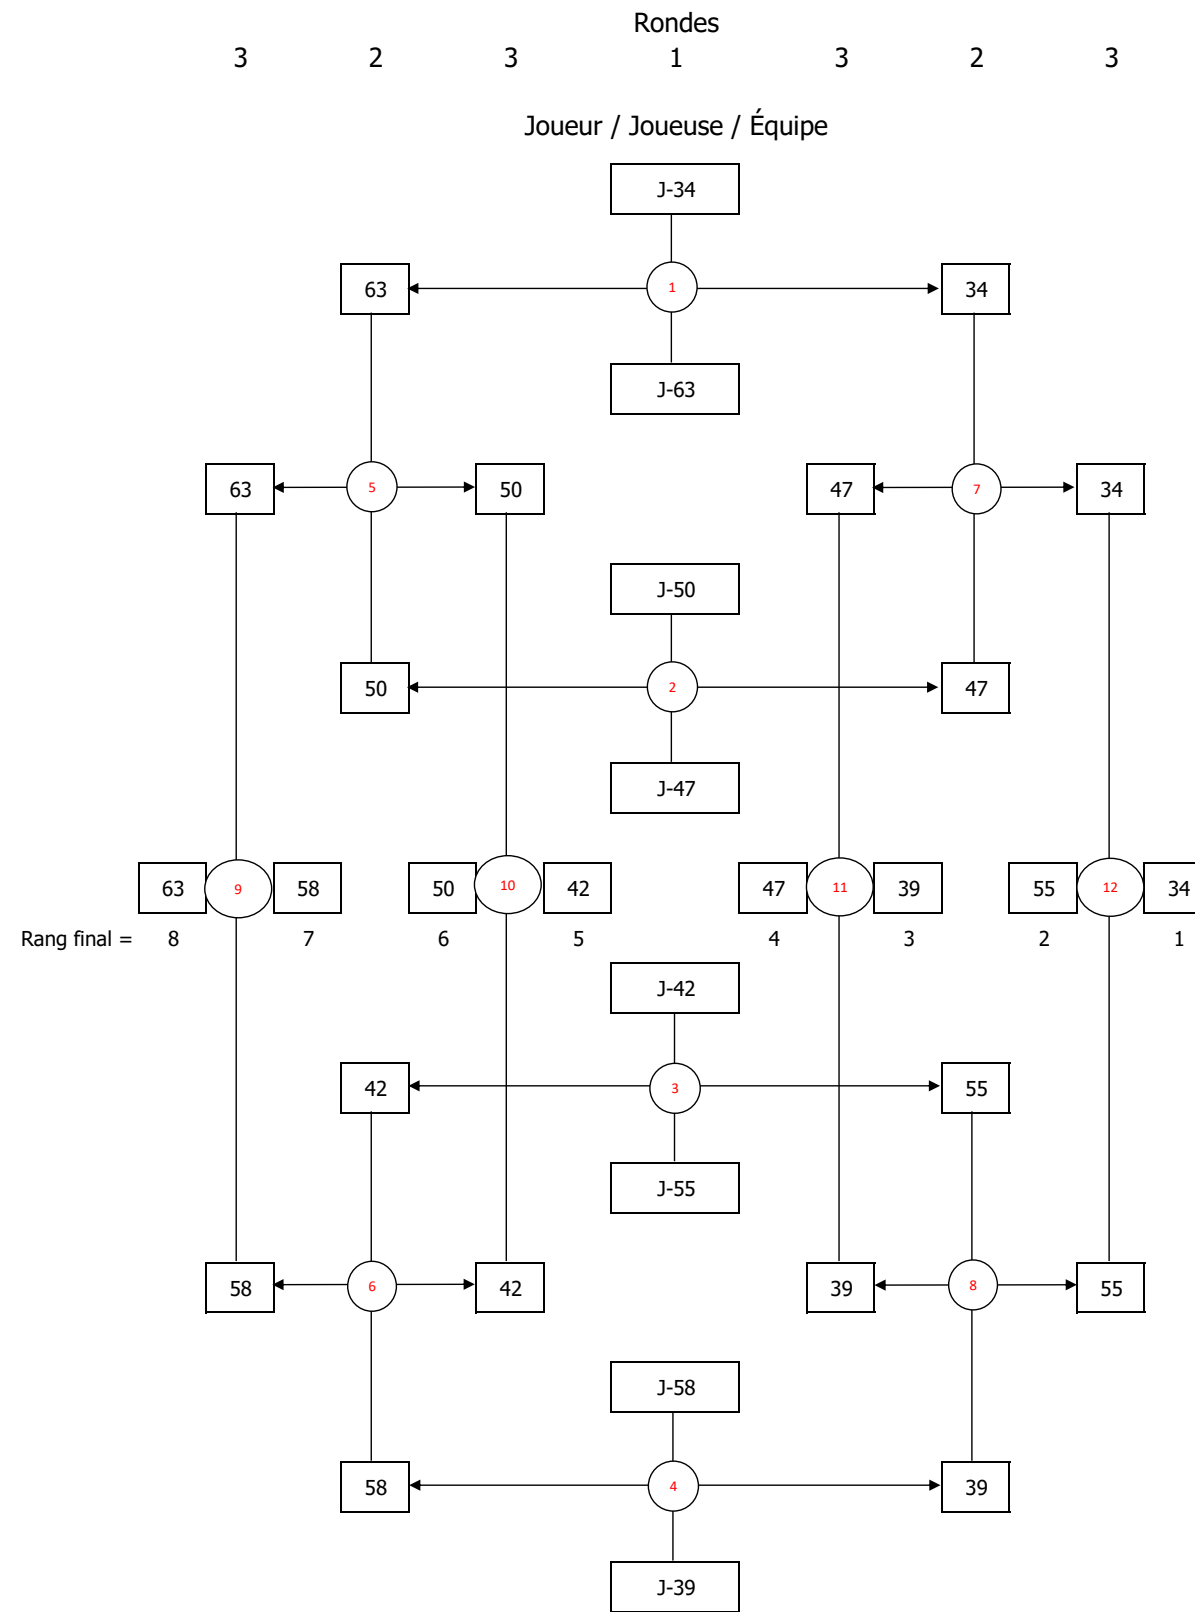 Rondes
3 2 3 1 3 2 3
Joueur / Joueuse / Équipe
J-34
63 1 34
J-63
63 5 50 47 7 34
J-50
50 2 47
J-47
63 9 58 50 10 42 47 11 39 55 12 34
Rang final = 8 7 6 5 4 3 2 1
J-42
42 3 55
J-55
58 6 42 39 8 55
J-58
58 4 39
J-39